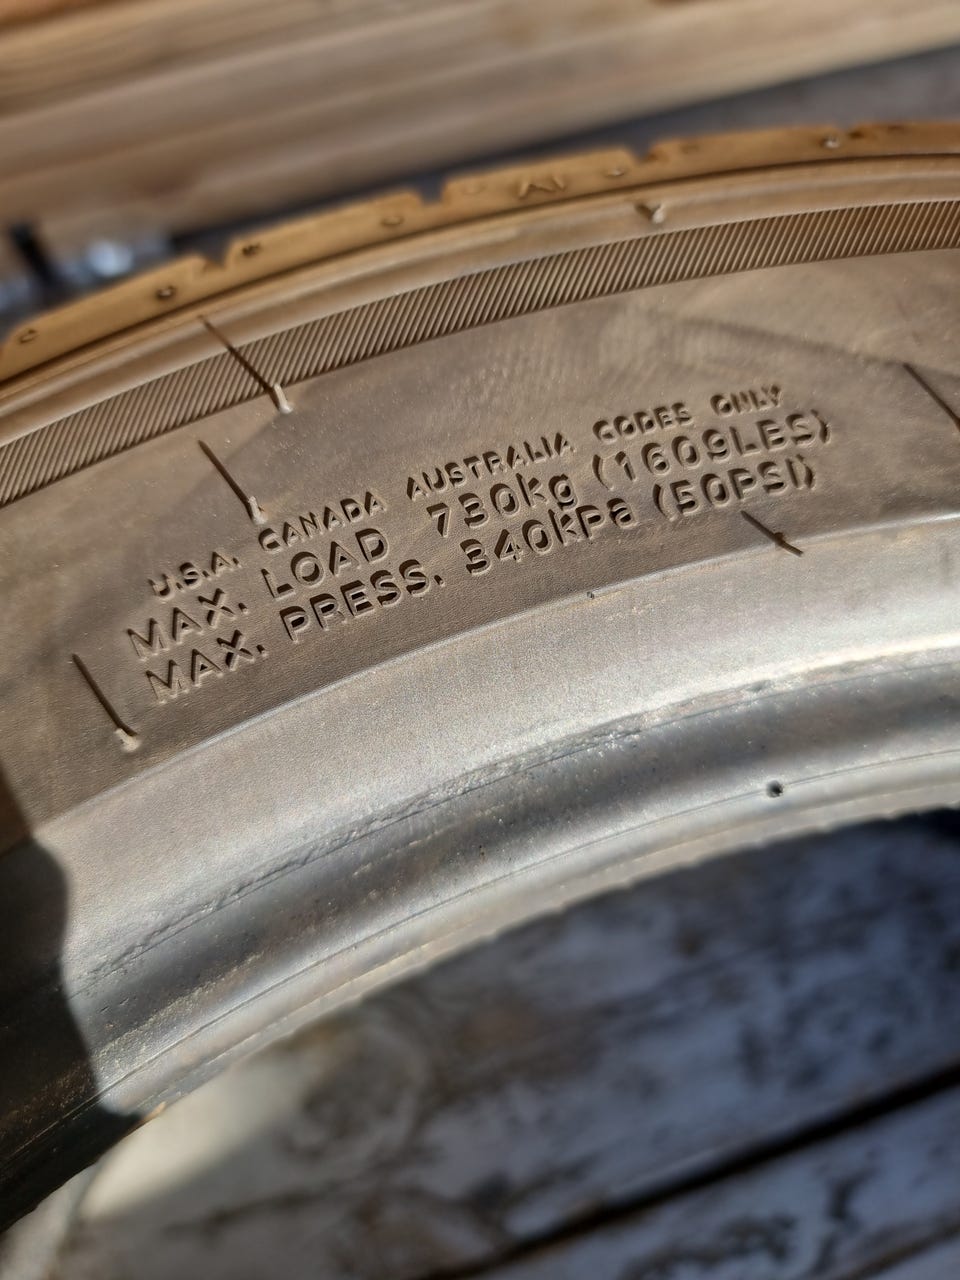 U.S.A. CANADA AUSTRALIA CODES ONLY
MAX. LOAD 730kg (1609LBS)
MAX. PRESS. 340kPa (50PSI)